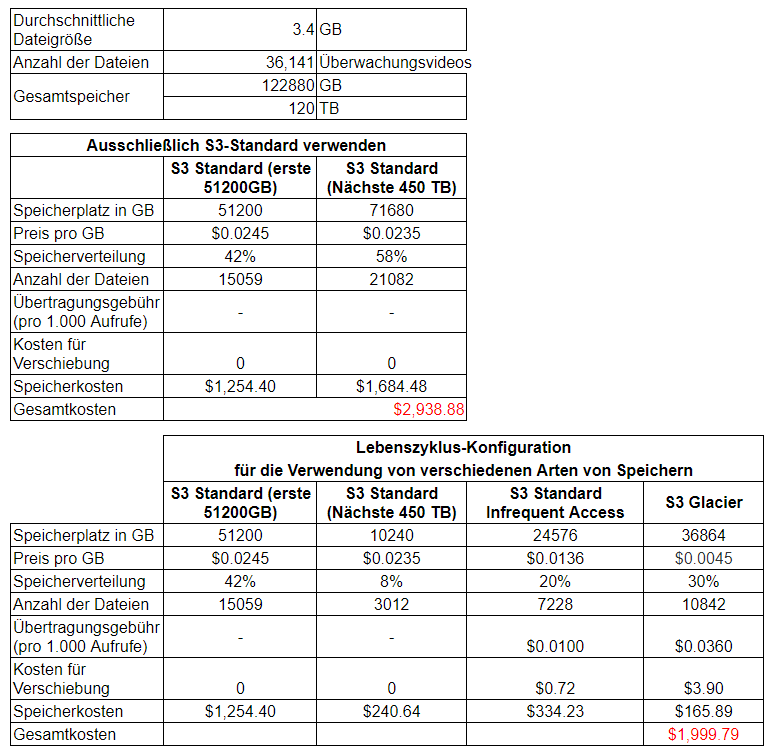 Durchschnittliche
Dateigröße 3.4 GB
Anzahl der Dateien 36,141 Überwachungsvideos
Gesamtspeicher 122880 GB
120 TB
Ausschließlich S3-Standard verwenden
S3 Standard (erste 51200GB) S3 Standard (Nächste 450 TB)
Speicherplatz in GB 51200 71680
Preis pro GB $0.0245 $0.0235
Speicherverteilung 42% 58%
Anzahl der Dateien 15059 21082
Übertragungsgebühr
(pro 1.000 Aufrufe) - -
Kosten für
Verschiebung 0 0
Speicherkosten $1,254.40 $1,684.48
Gesamtkosten $2,938.88
Lebenszyklus-Konfiguration
für die Verwendung von verschiedenen Arten von Speichern
S3 Standard (erste 51200GB) S3 Standard (Nächste 450 TB) S3 Standard Infrequent Access S3 Glacier
Speicherplatz in GB 51200 10240 24576 36864
Preis pro GB $0.0245 $0.0235 $0.0136 $0.0045
Speicherverteilung 42% 8% 20% 30%
Anzahl der Dateien 15059 3012 7228 10842
Übertragungsgebühr
(pro 1.000 Aufrufe) - - $0.0100 $0.0360
Kosten für
Verschiebung 0 0 $0.72 $3.90
Speicherkosten $1,254.40 $240.64 $334.23 $165.89
Gesamtkosten $1,999.79